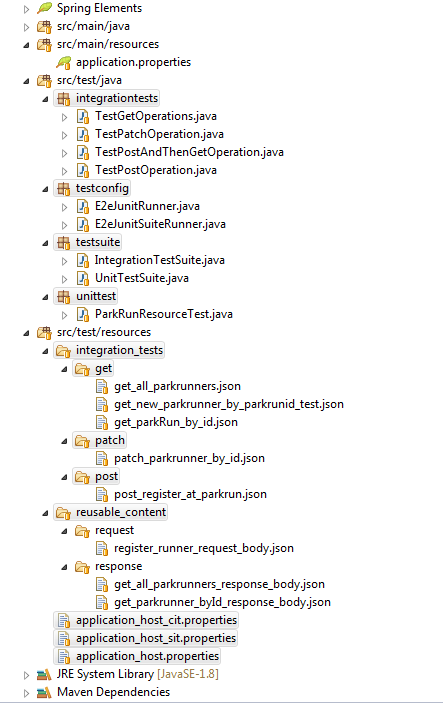 Spring Elements
src/main/java
src/main/resources
application.properties
src/test/java
integrationtests
TestGetOperations.java
TestPatchOperation.java
TestPostAndThenGetOperation.java
TestPostOperation.java
testconfig
E2eJunitRunner.java
E2eJunitSuiteRunner.java
testsuite
IntegrationTestSuite.java
UnitTestSuite.java
unittest
ParkRunResourceTest.java
src/test/resources
integration_tests
get
get_all_parkrunners.json
get_new_parkrunner_by_parkrunid_test.json
get_parkRun_by_id.json
patch
patch_parkrunner_by_id.json
post
post_register_at_parkrun.json
reusable_content
request
register_runner_request_body.json
response
get_all_parkrunners_response_body.json
get_parkrunner_byId_response_body.json
application_host_cit.properties
application_host_sit.properties
application_host.properties
JRE System Library [JavaSE-1.8]
Maven Dependencies